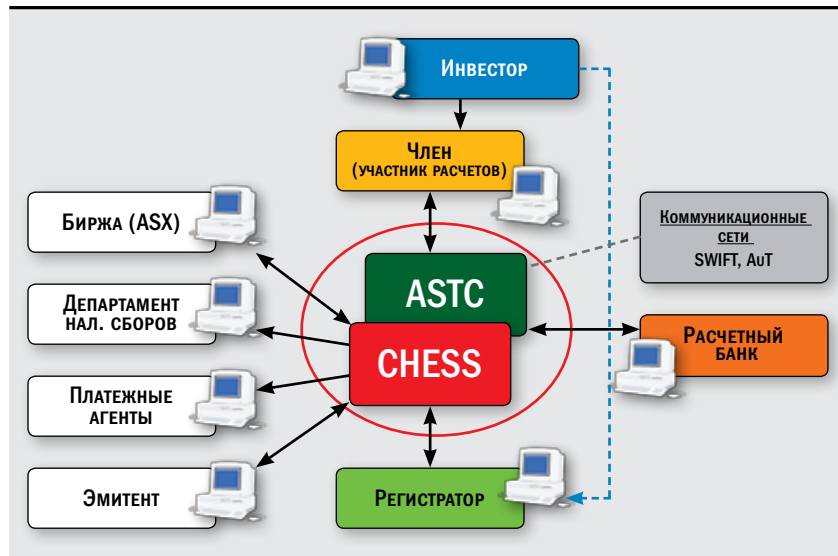 Инвестор
Член
(участник расчетов)
Биржа (ASX)
Коммуникационные
сети
SWIFT, AuT
ASTC
Департамент
нал. сборов
Расчетный
банк
CHESS
Платежные
агенты
Эмитент
Регистратор